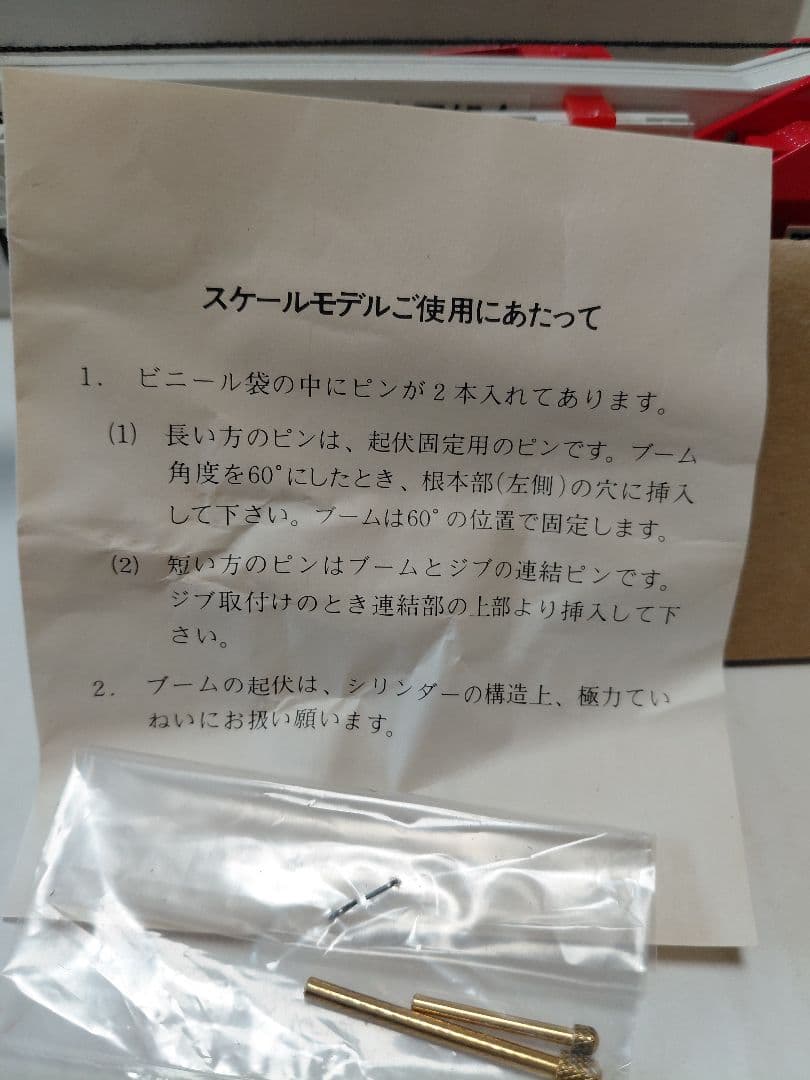 スケールモデルご使用にあたって
1. ビニール袋の中にピンが2本入れてあります。
(1) 長い方のピンは、起伏固定用のピンです。ブーム
角度を60°にしたとき、根本部(左側)の穴に挿入
して下さい。ブームは60°の位置で固定します。
(2) 短い方のピンはブームとジブの連結ピンです。
ジブ取付けのとき連結部の上部より挿入して下
さい。
2. ブームの起伏は、シリンダーの構造上、極力てい
ねいにお扱い願います。